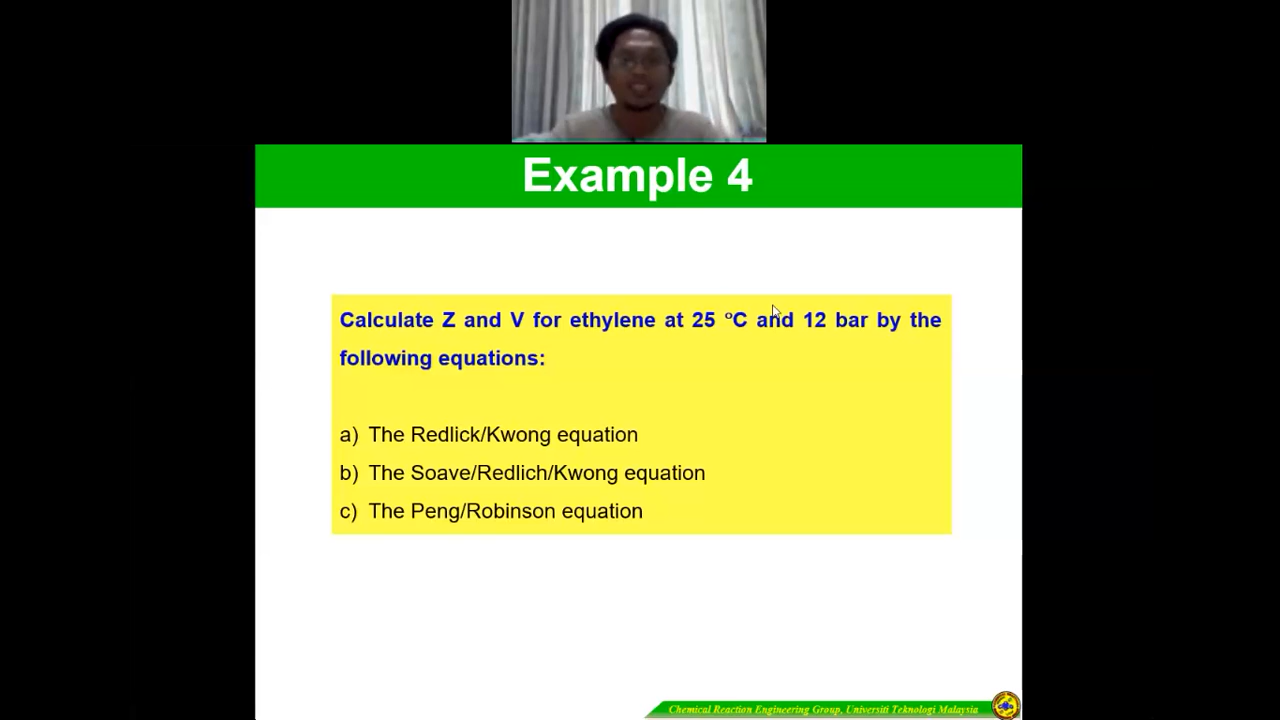 Example 4
Calculate Z and V for ethylene at 25 °C and 12 bar by the
following equations:
a) The Redlick/Kwong equation
b) The Soave/Redlich/Kwong equation
c) The Peng/Robinson equation
Chemical Reaction Engineering Group, Universiti Teknologi Malaysia